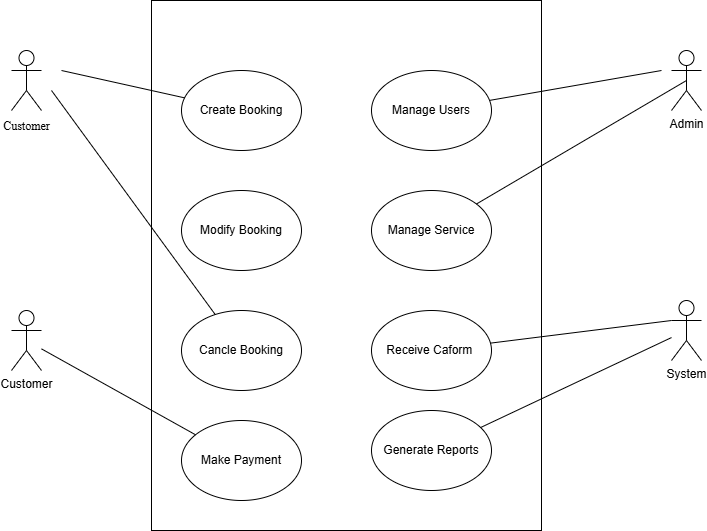 Create Booking
Manage Users
Customer
Admin
Modify Booking
Manage Service
Cancle Booking
Receive Caform
Customer
System
Make Payment
Generate Reports